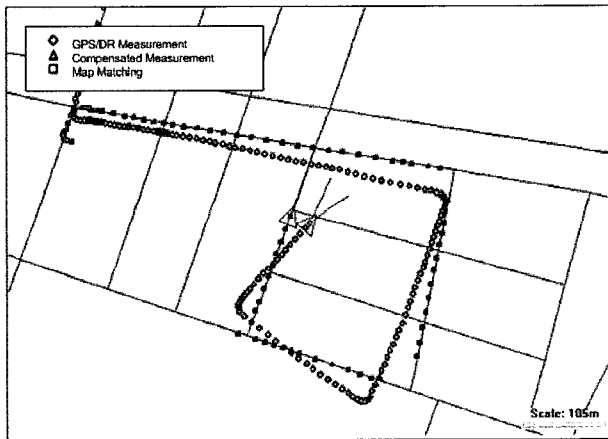 GPS/DR Measurement
Compensated Measurement
Map Matching
Scale: 105m